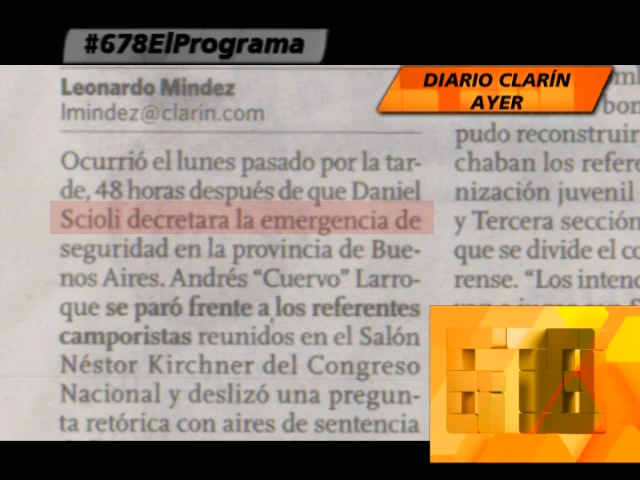 #678ElPrograma
DIARIO CLARÍN
AYER
Leonardo Mindez
lmindez@clarin.com
Ocurrió el lunes pasado por la tar-
de, 48 horas después de que Daniel
Scioli decretara la emergencia de
seguridad en la provincia de Bue-
nos Aires. Andrés “Cuervo” Larro-
que se paró frente a los referentes
camporistas reunidos en el Salón
Néstor Kirchner del Congreso
Nacional y deslizó una pregun-
ta retórica con aires de sentencia
pudo reconstruir
chaban los refere
nización juvenil
y Tercera sección
que se divide el co
rense. “Los intenc